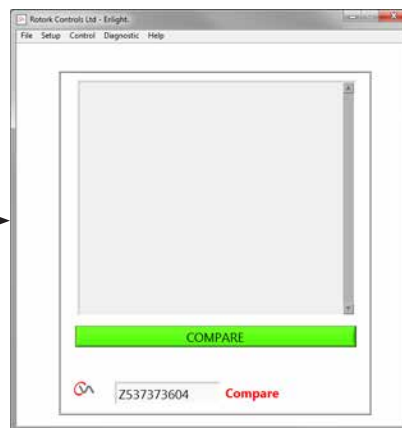 Rotork Controls Ltd - Enlight.
File Setup Control Diagnostic Help
COMPARE
Z537373604 Compare